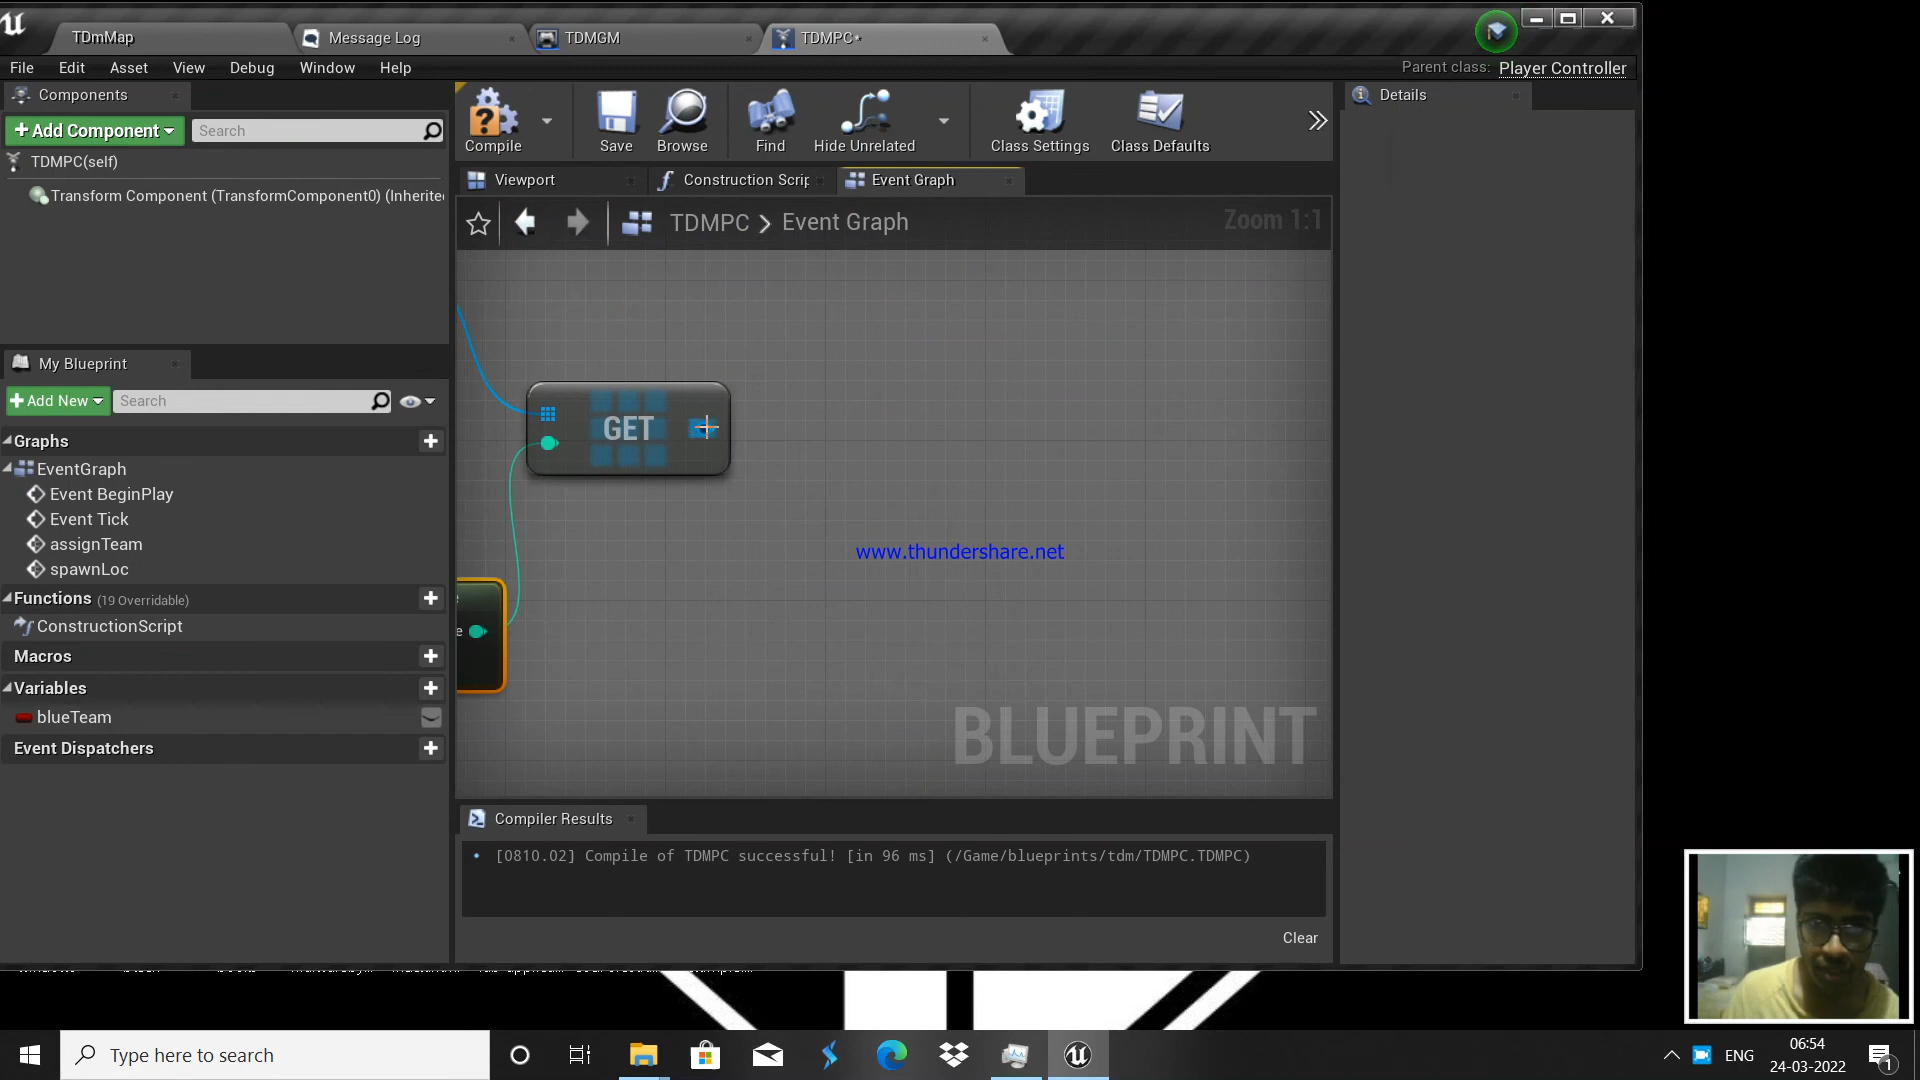 TDmMap
Message Log
TDMGM
TDMPC*
File
Edit
Asset
View
Debug
Window
Help
Parent class: Player Controller
Components
Add Component
Search
TDMPC(self)
Transform Component (TransformComponent0) (Inherite
My Blueprint
Add New
Search
Graphs
EventGraph
Event BeginPlay
Event Tick
assignTeam
spawnLoc
Functions (19 Overridable)
ConstructionScript
Macros
Variables
blueTeam
Event Dispatchers
Compile
Save
Browse
Find
Hide Unrelated
Class Settings
Class Defaults
Viewport
Construction Scrip
Event Graph
TDMPC > Event Graph
Zoom 1:1
GET
e
e
www.thundershare.net
BLUEPRINT
Compiler Results
[0810.02] Compile of TDMPC successful! [in 96 ms] (/Game/blueprints/tdm/TDMPC.TDMPC)
Clear
Details
Type here to search
ENG
06:54
24-03-2022
1